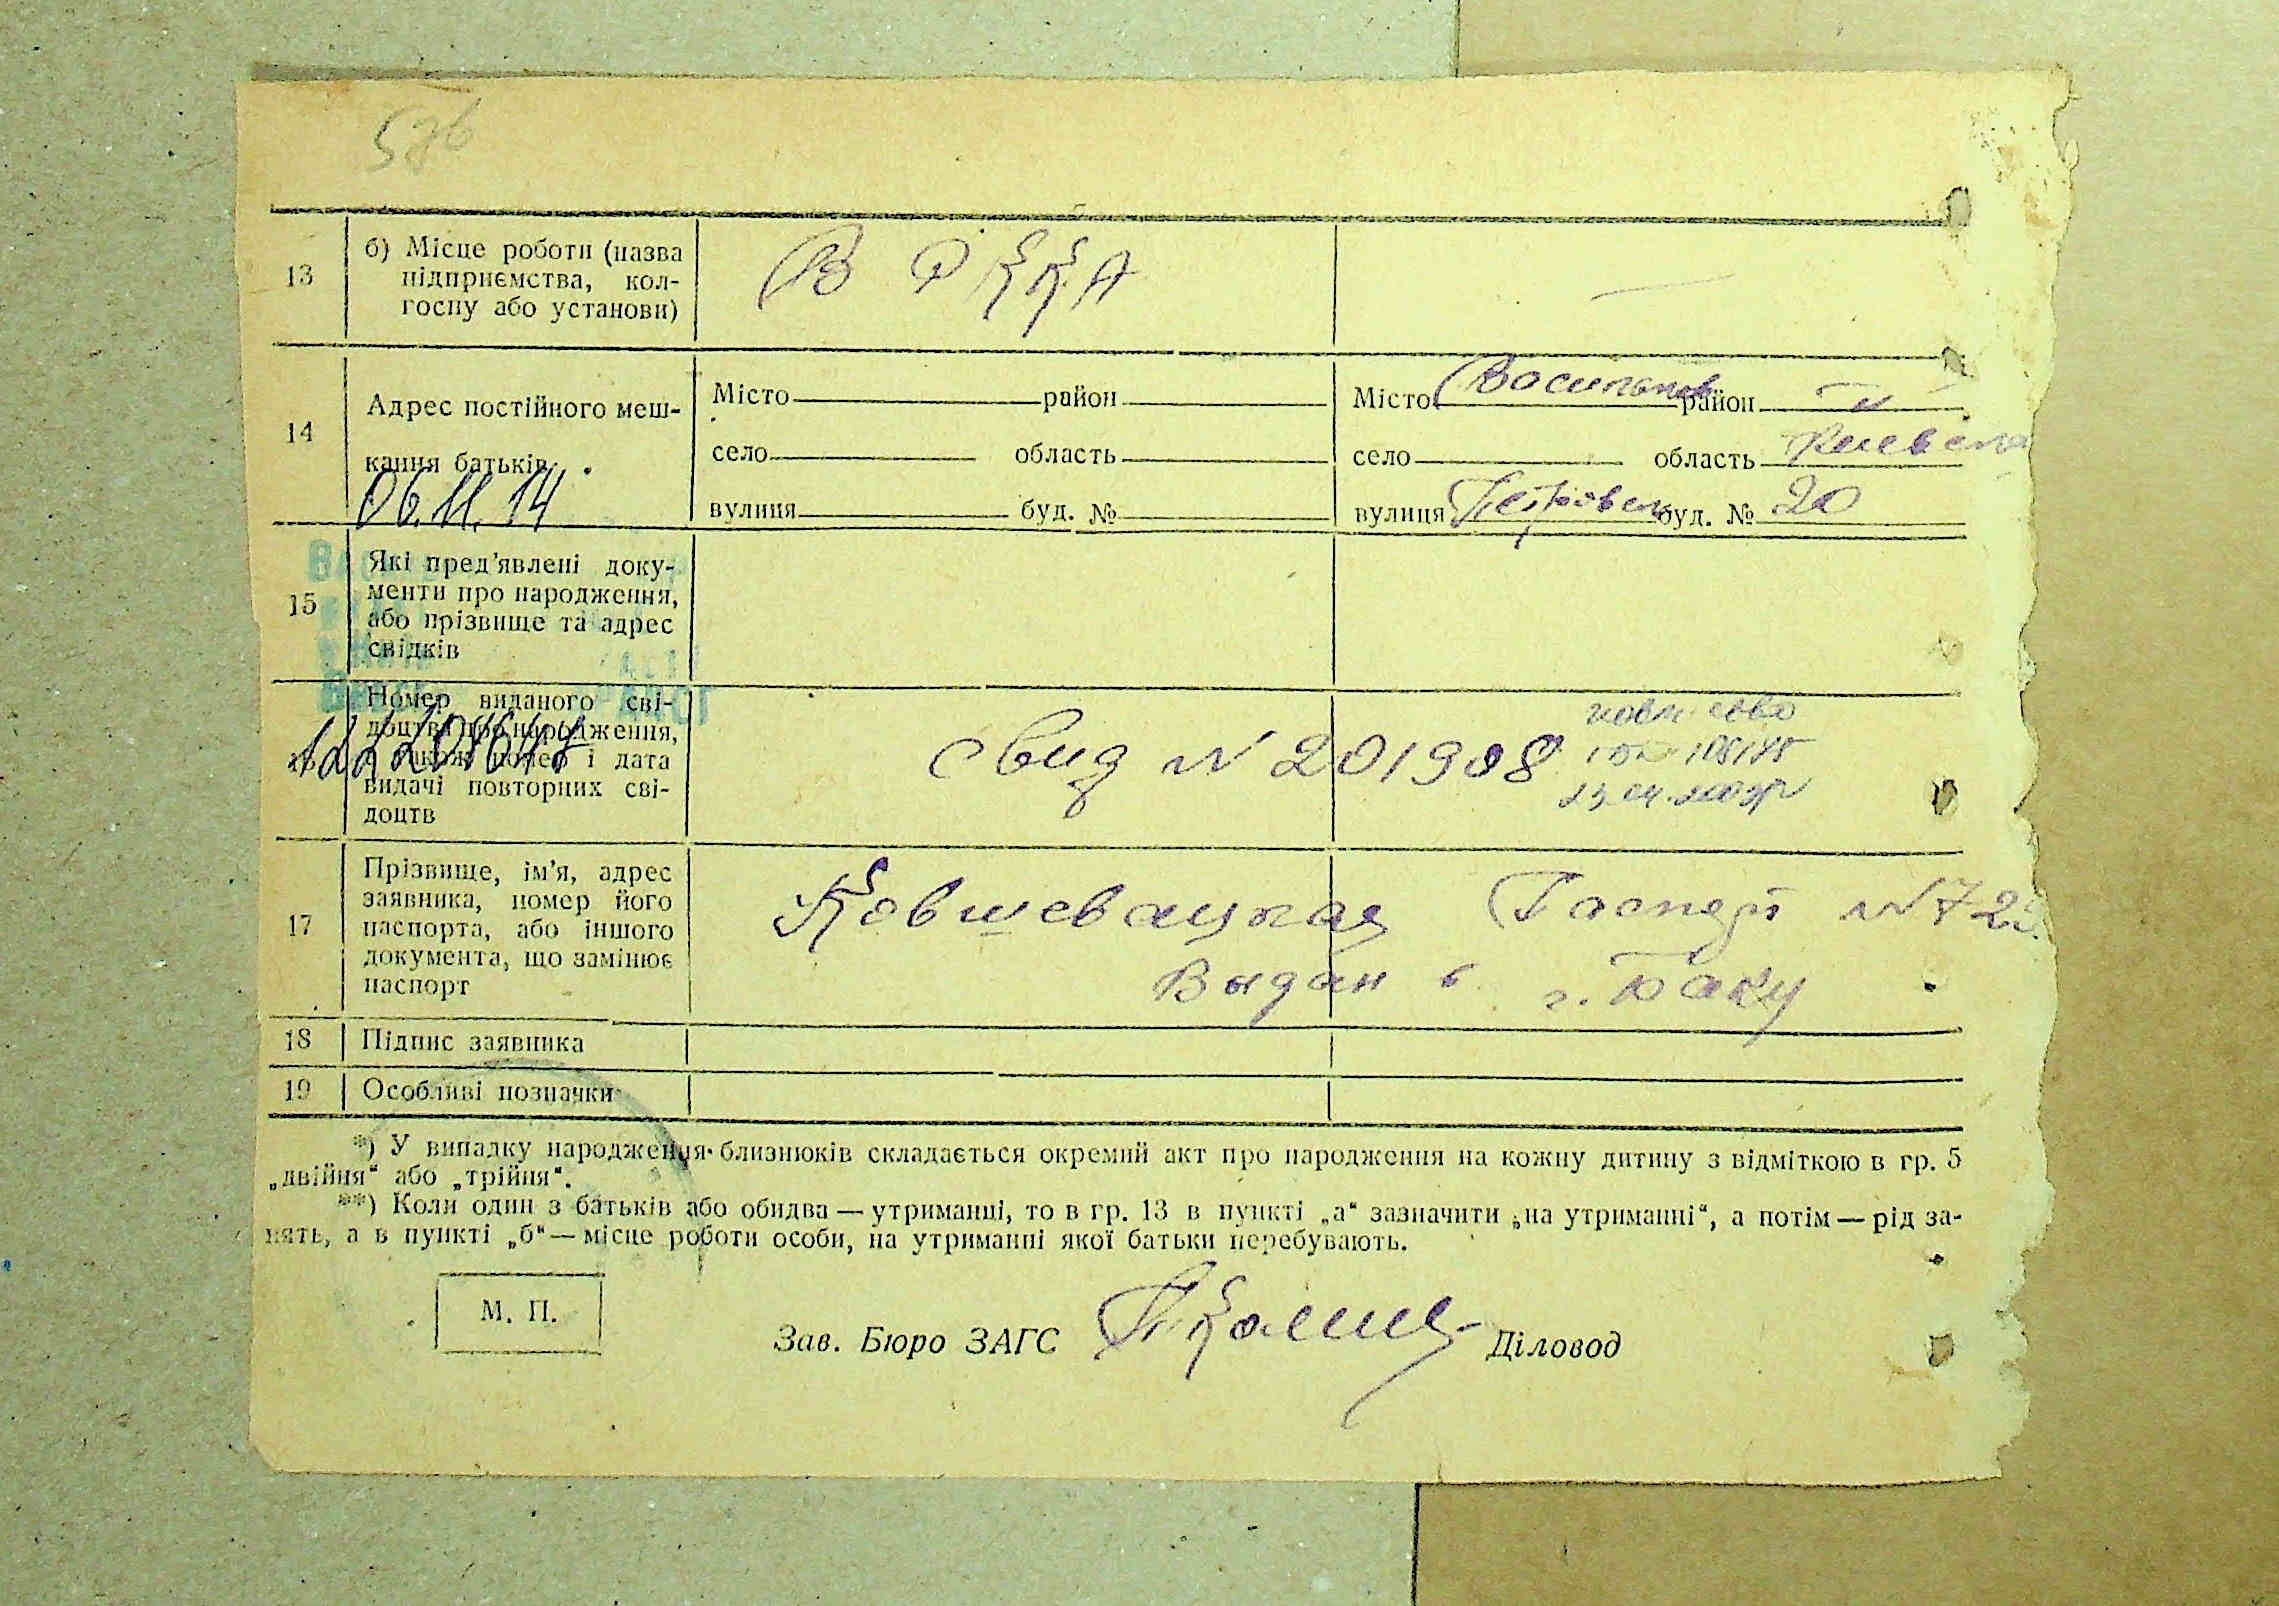 576
13
б) Місце роботи (назва
підприємства, кол-
госпу або установи)
В РККА
—
14
Адрес постійного меш-
кання батьків
06.11.14
Місто район
село область
вулиця буд. №
Місто Васильков район —"—
село область Киевска
вулиця Петровск буд. № 20
15
Які пред'явлені доку-
менти про народження,
або прізвище та адрес
свідків
Номер виданого сві-
доцтва про народження,
а також номер і дата
видачі повторних сві-
доцтв
свид N 201908
17
Прізвище, ім'я, адрес
заявника, номер його
паспорта, або іншого
документа, що замінює
паспорт
Ковшевацкая Паспорт N 72
Выдан в г. Баку
18
Підпис заявника
19
Особливі позначки
*) У випадку народження близнюків складається окремий акт про народження на кожну дитину з відміткою в гр. 5
„двійня“ або „трійня“.
**) Коли один з батьків або обидва — утриманці, то в гр. 13 в пункті „а“ зазначити „на утриманні“, а потім — рід за-
нять, а в пункті „б“ — місце роботи особи, на утриманні якої батьки перебувають.
М. П.
Зав. Бюро ЗАГС Діловод